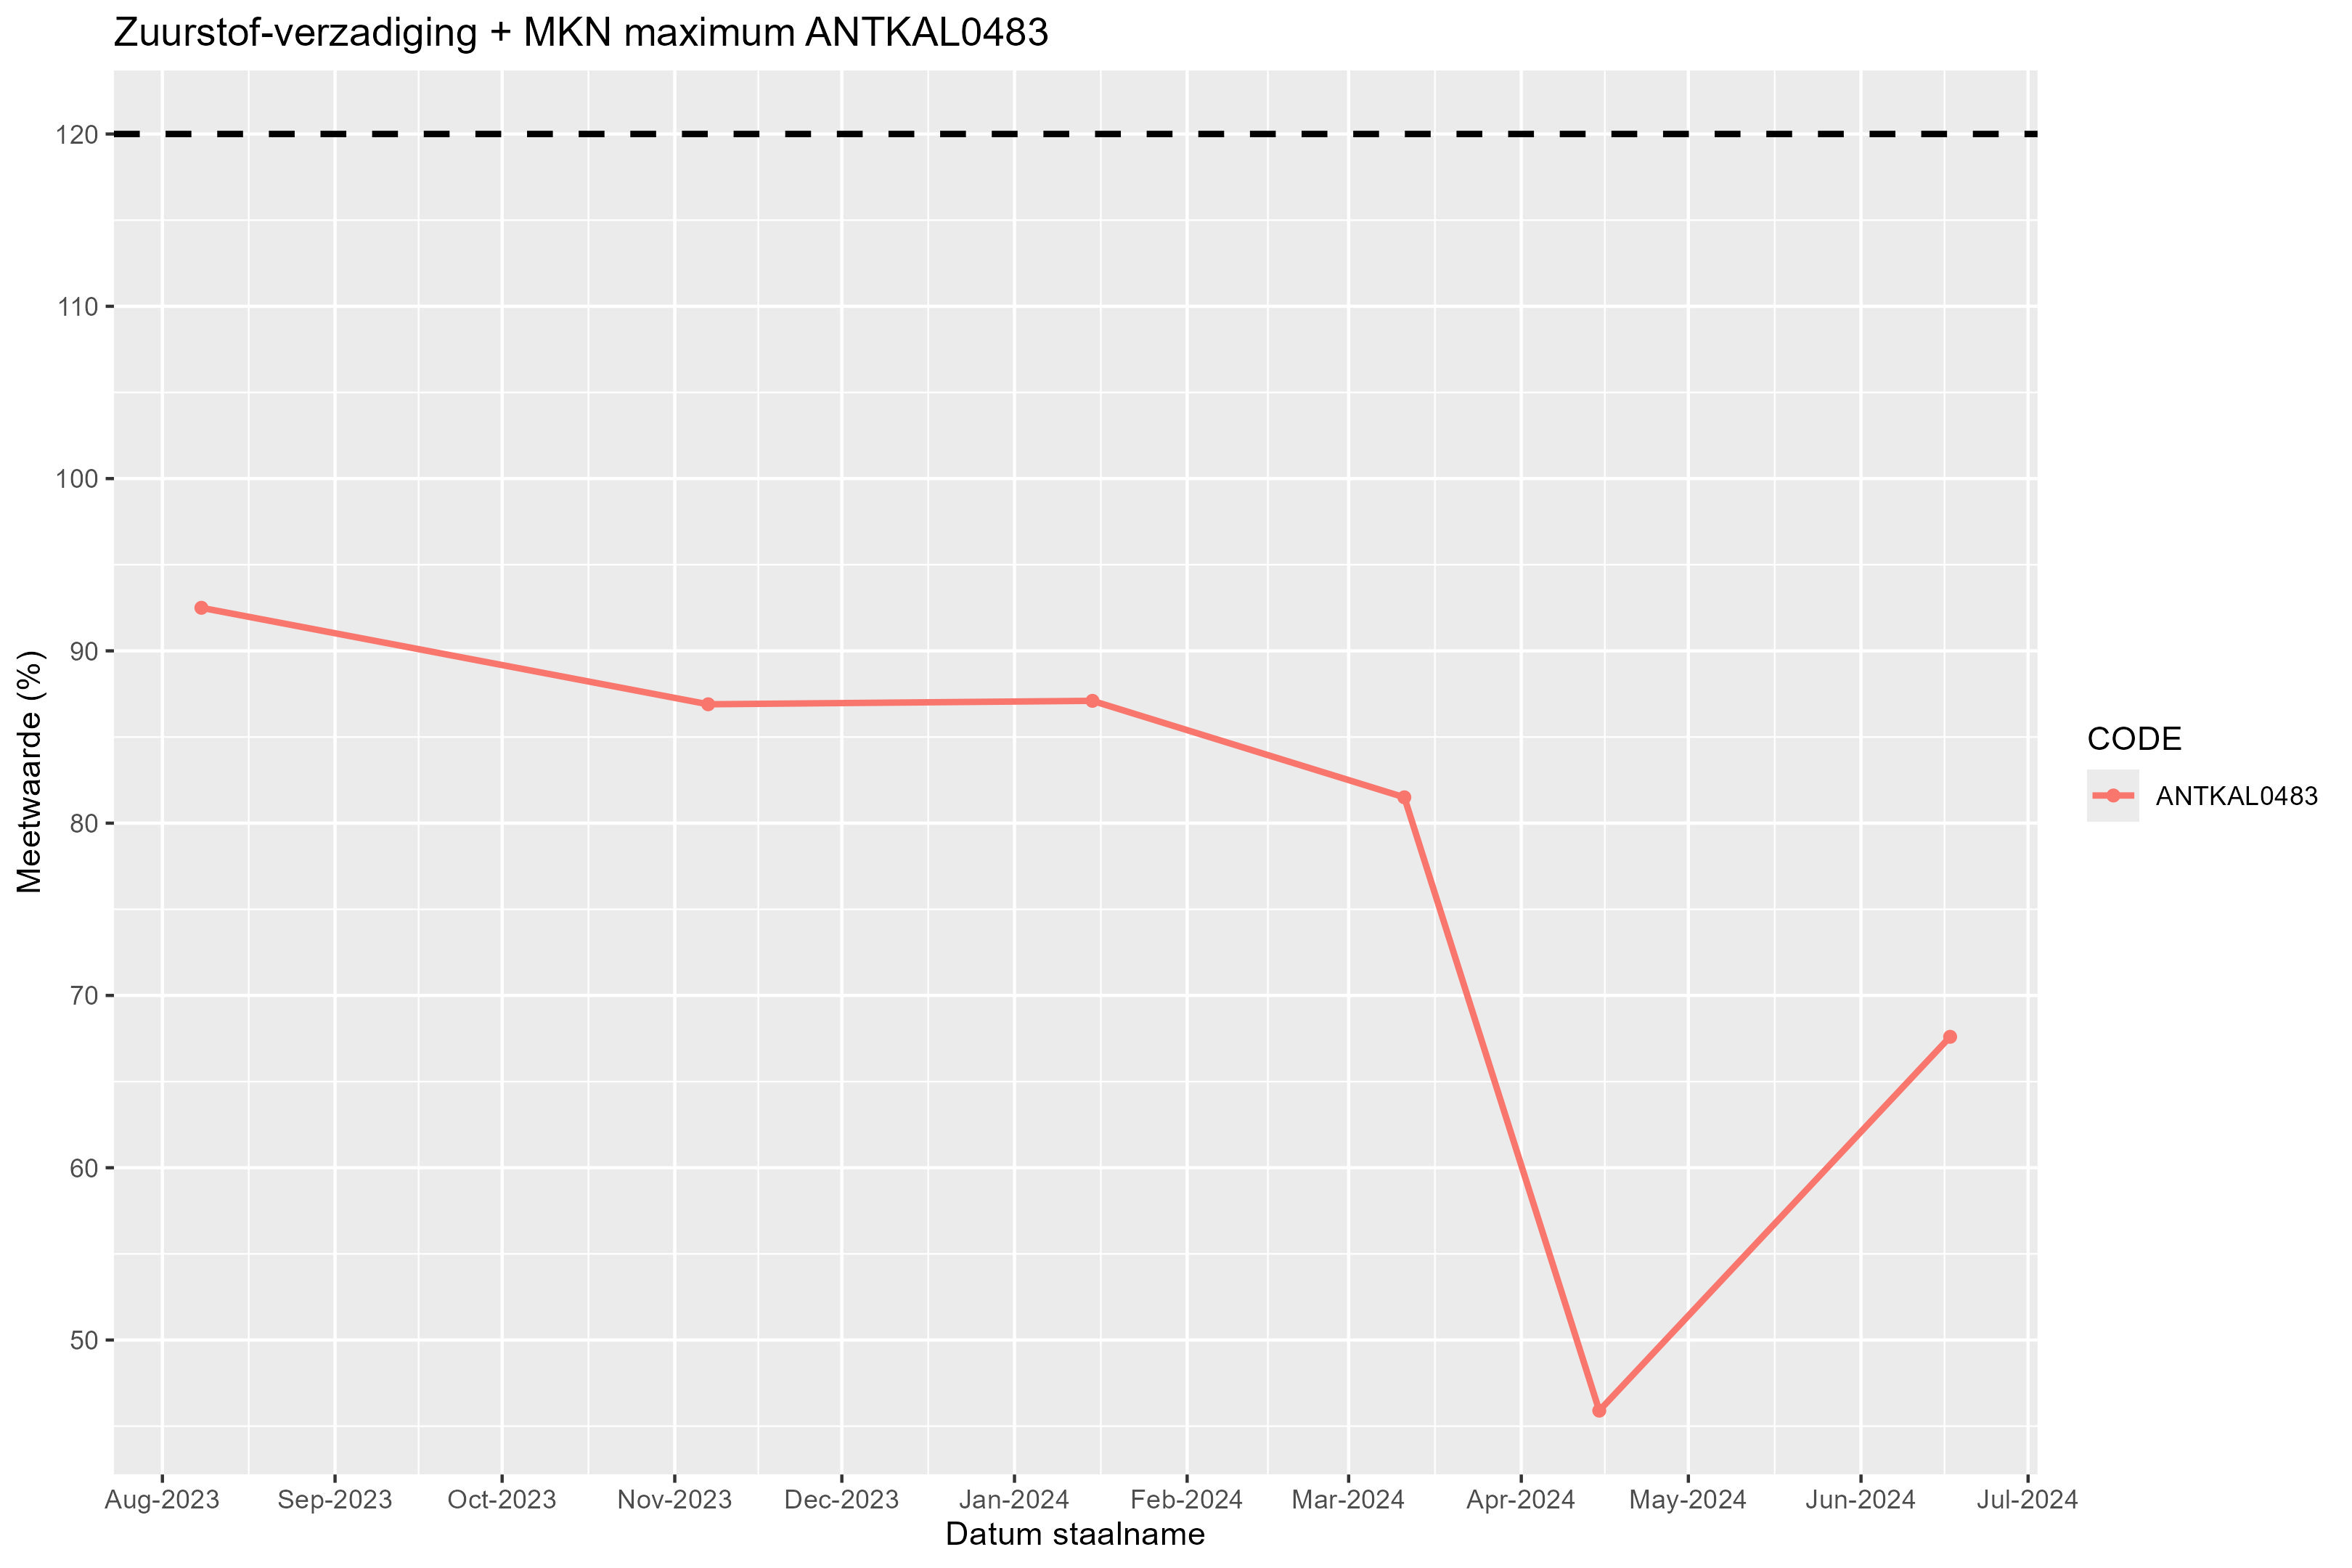 Zuurstof-verzadiging + MKN maximum ANTKAL0483
120
110
100
90
80
70
60
50
Meetwaarde (%)
Aug-2023 Sep-2023 Oct-2023 Nov-2023 Dec-2023 Jan-2024 Feb-2024 Mar-2024 Apr-2024 May-2024 Jun-2024 Jul-2024
Datum staalname
CODE
ANTKAL0483